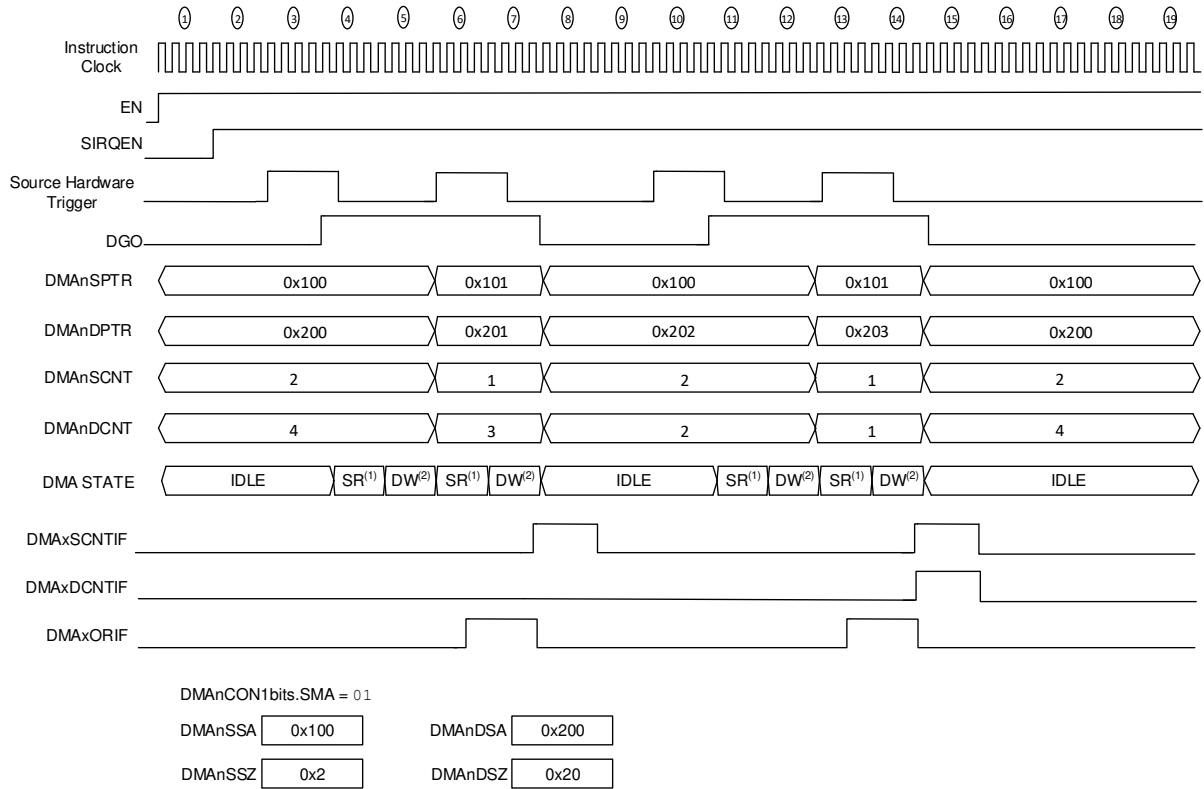 1 2 3 4 5 6 7 8 9 10 11 12 13 14 15 16 17 18 19
Instruction
Clock
EN
SIRQEN
Source Hardware
Trigger
DGO
DMAnSPTR 0x100 0x101 0x100 0x101 0x100
DMAnDPTR 0x200 0x201 0x202 0x203 0x200
DMAnSCNT 2 1 2 1 2
DMAnDCNT 4 3 2 1 4
DMA STATE IDLE SR(1) DW(2) SR(1) DW(2) IDLE SR(1) DW(2) SR(1) DW(2) IDLE
DMAxSCNTIF
DMAxDCNTIF
DMAxORIF
DMAnCON1bits.SMA = 01
DMAnSSA 0x100 DMAnDSA 0x200
DMAnSSZ 0x2 DMAnDSZ 0x20